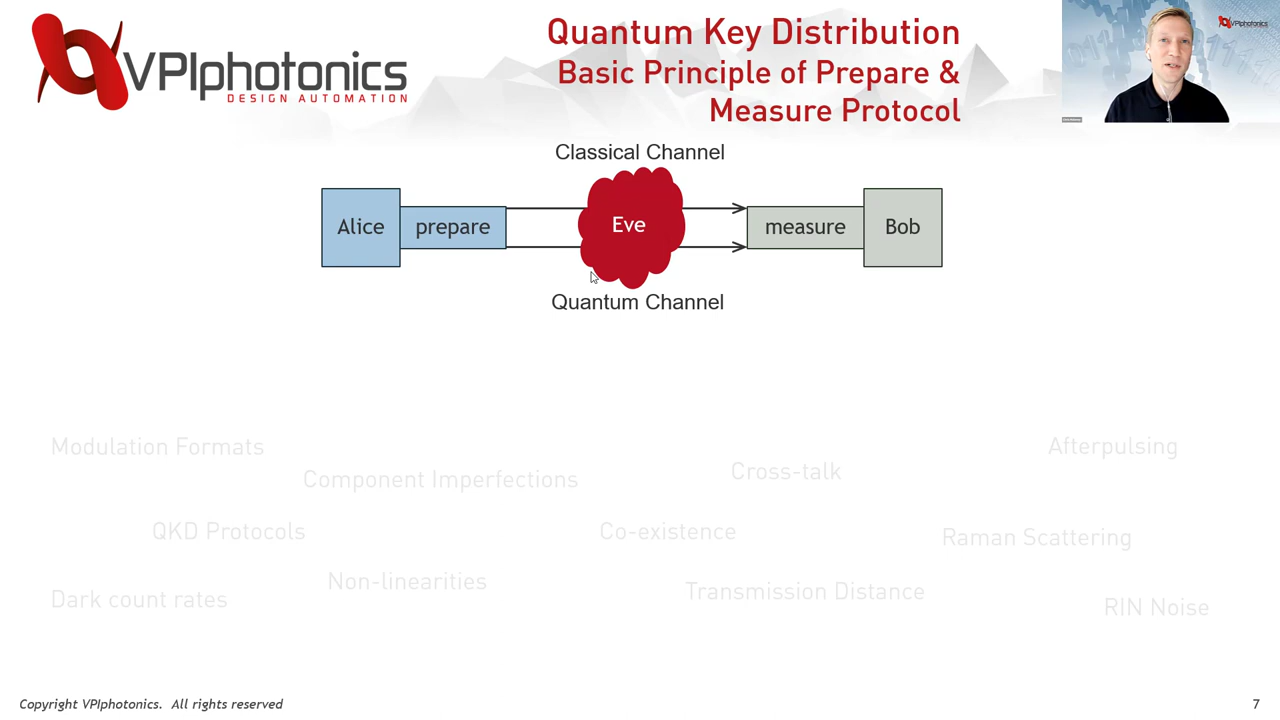 VPIphotonics
DESIGN AUTOMATION
Quantum Key Distribution
Basic Principle of Prepare &
Measure Protocol
VPIphotonics
Classical Channel
Alice
prepare
Eve
measure
Bob
Quantum Channel
Modulation Formats
Afterpulsing
Component Imperfections
Cross-talk
QKD Protocols
Co-existence
Raman Scattering
Non-linearities
Transmission Distance
Dark count rates
RIN Noise
Copyright VPIphotonics. All rights reserved
7